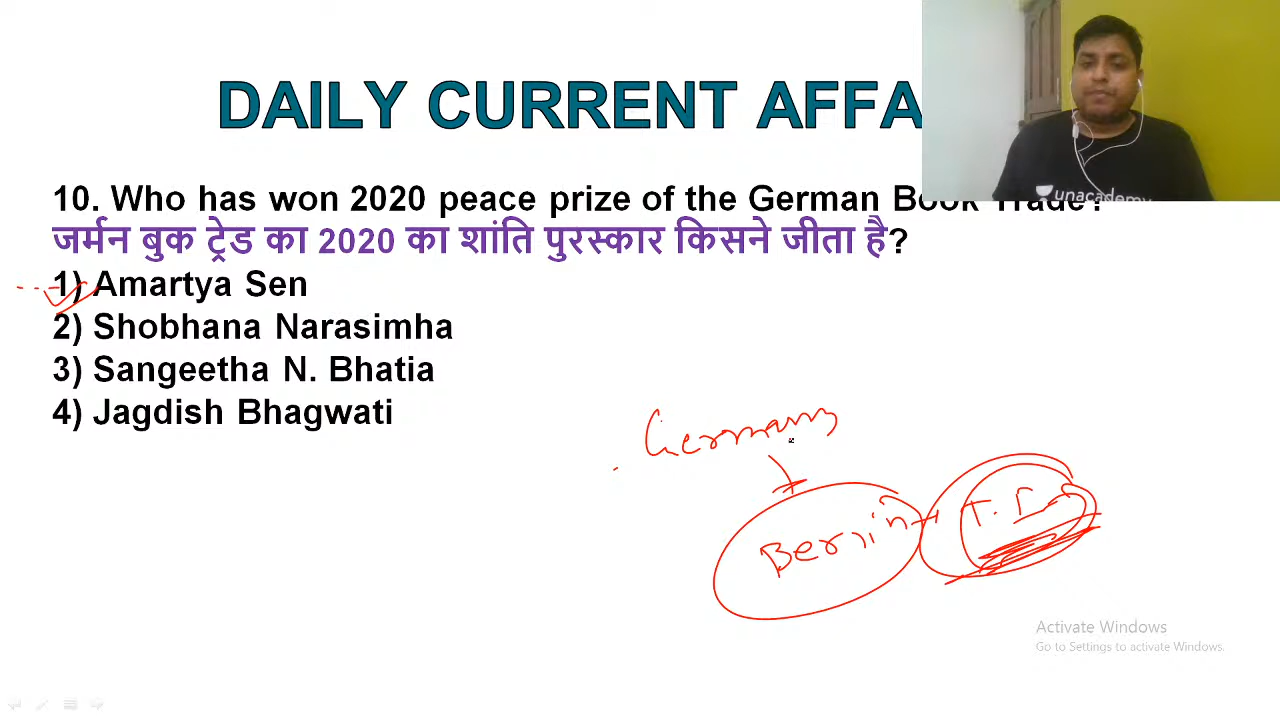 DAILY CURRENT AFFA
unacademy
10. Who has won 2020 peace prize of the German Book Trade?
जर्मन बुक ट्रेड का 2020 का शांति पुरस्कार किसने जीता है?
1) Amartya Sen
2) Shobhana Narasimha
3) Sangeetha N. Bhatia
4) Jagdish Bhagwati
Germany
Berlin
Activate Windows
Go to Settings to activate Windows.